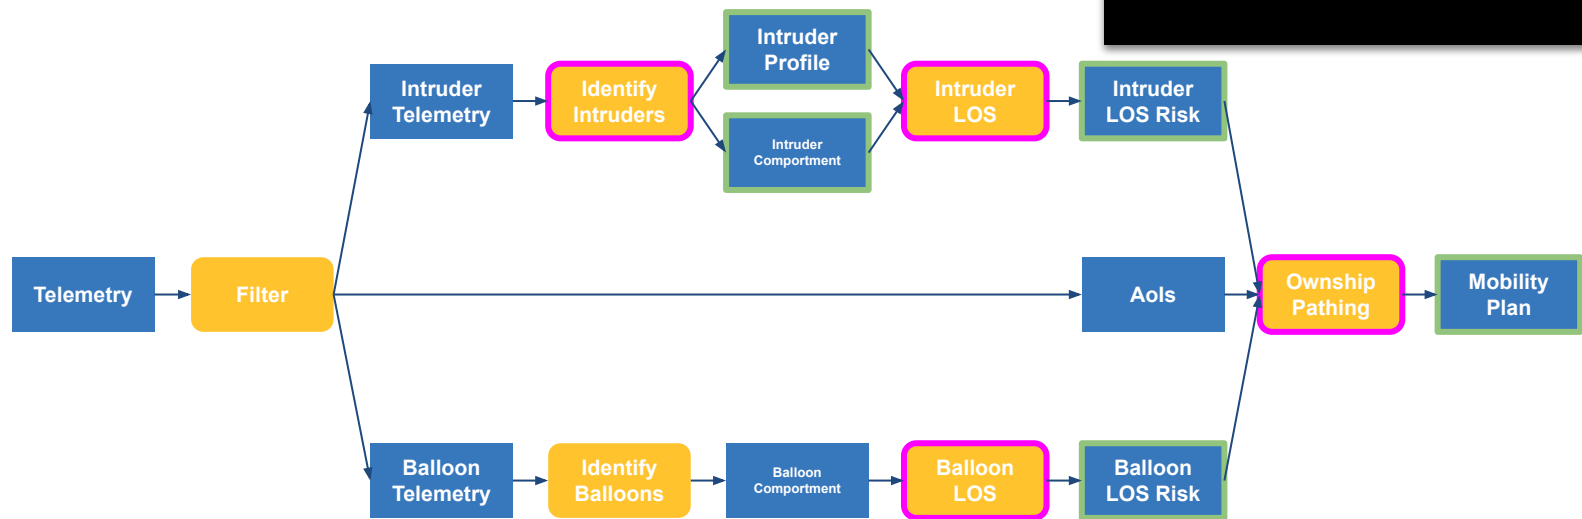 Intruder
Profile
Intruder
Telemetry
Identify
Intruders
Intruder
LOS
Intruder
LOS Risk
Intruder
Comportment
Telemetry
Filter
AoIs
Ownship
Pathing
Mobility
Plan
Balloon
Telemetry
Identify
Balloons
Balloon
Comportment
Balloon
LOS
Balloon
LOS Risk